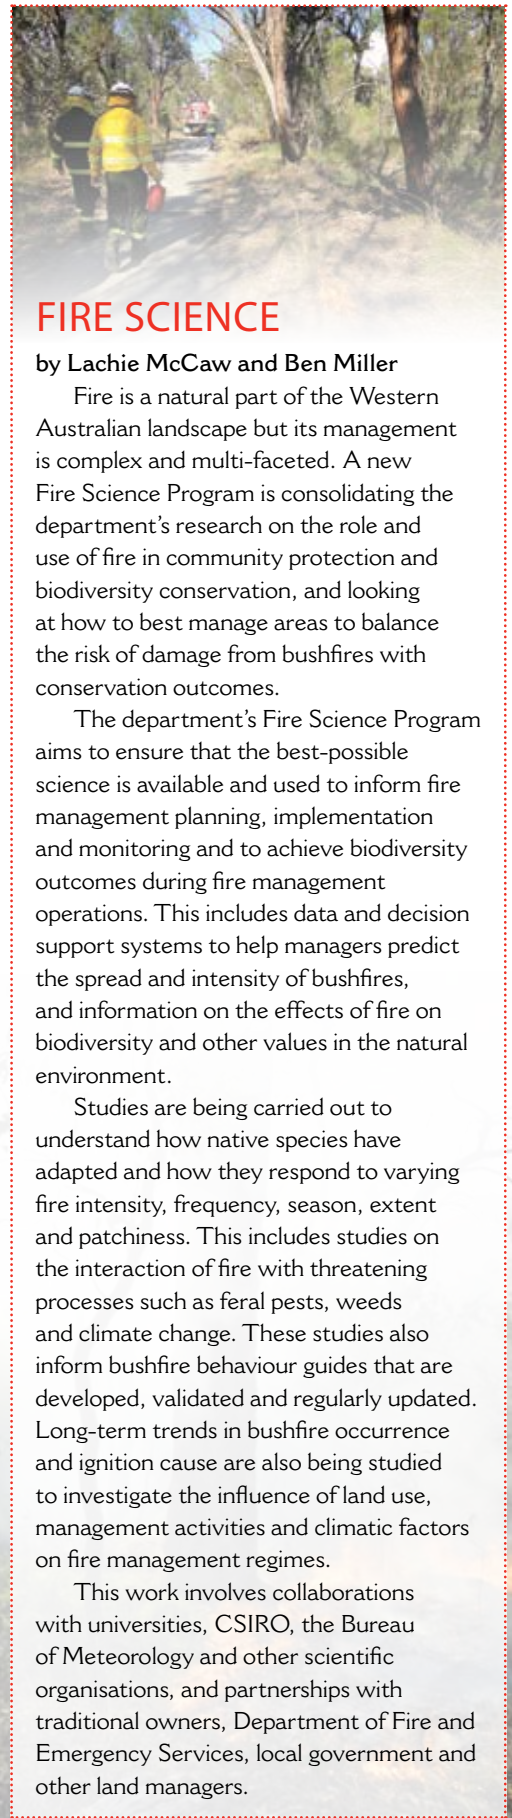 FIRE SCIENCE
by Lachie McCaw and Ben Miller
Fire is a natural part of the Western
Australian landscape but its management
is complex and multi-faceted. A new
Fire Science Program is consolidating the
department's research on the role and
use of fire in community protection and
biodiversity conservation, and looking
at how to best manage areas to balance
the risk of damage from bushfires with
conservation outcomes.
The department's Fire Science Program
aims to ensure that the best-possible
science is available and used to inform fire
management planning, implementation
and monitoring and to achieve biodiversity
outcomes during fire management
operations. This includes data and decision
support systems to help managers predict
the spread and intensity of bushfires,
and information on the effects of fire on
biodiversity and other values in the natural
environment.
Studies are being carried out to
understand how native species have
adapted and how they respond to varying
fire intensity, frequency, season, extent
and patchiness. This includes studies on
the interaction of fire with threatening
processes such as feral pests, weeds
and climate change. These studies also
inform bushfire behaviour guides that are
developed, validated and regularly updated.
Long-term trends in bushfire occurrence
and ignition cause are also being studied
to investigate the influence of land use,
management activities and climatic factors
on fire management regimes.
This work involves collaborations
with universities, CSIRO, the Bureau
of Meteorology and other scientific
organisations, and partnerships with
traditional owners, Department of Fire and
Emergency Services, local government and
other land managers.